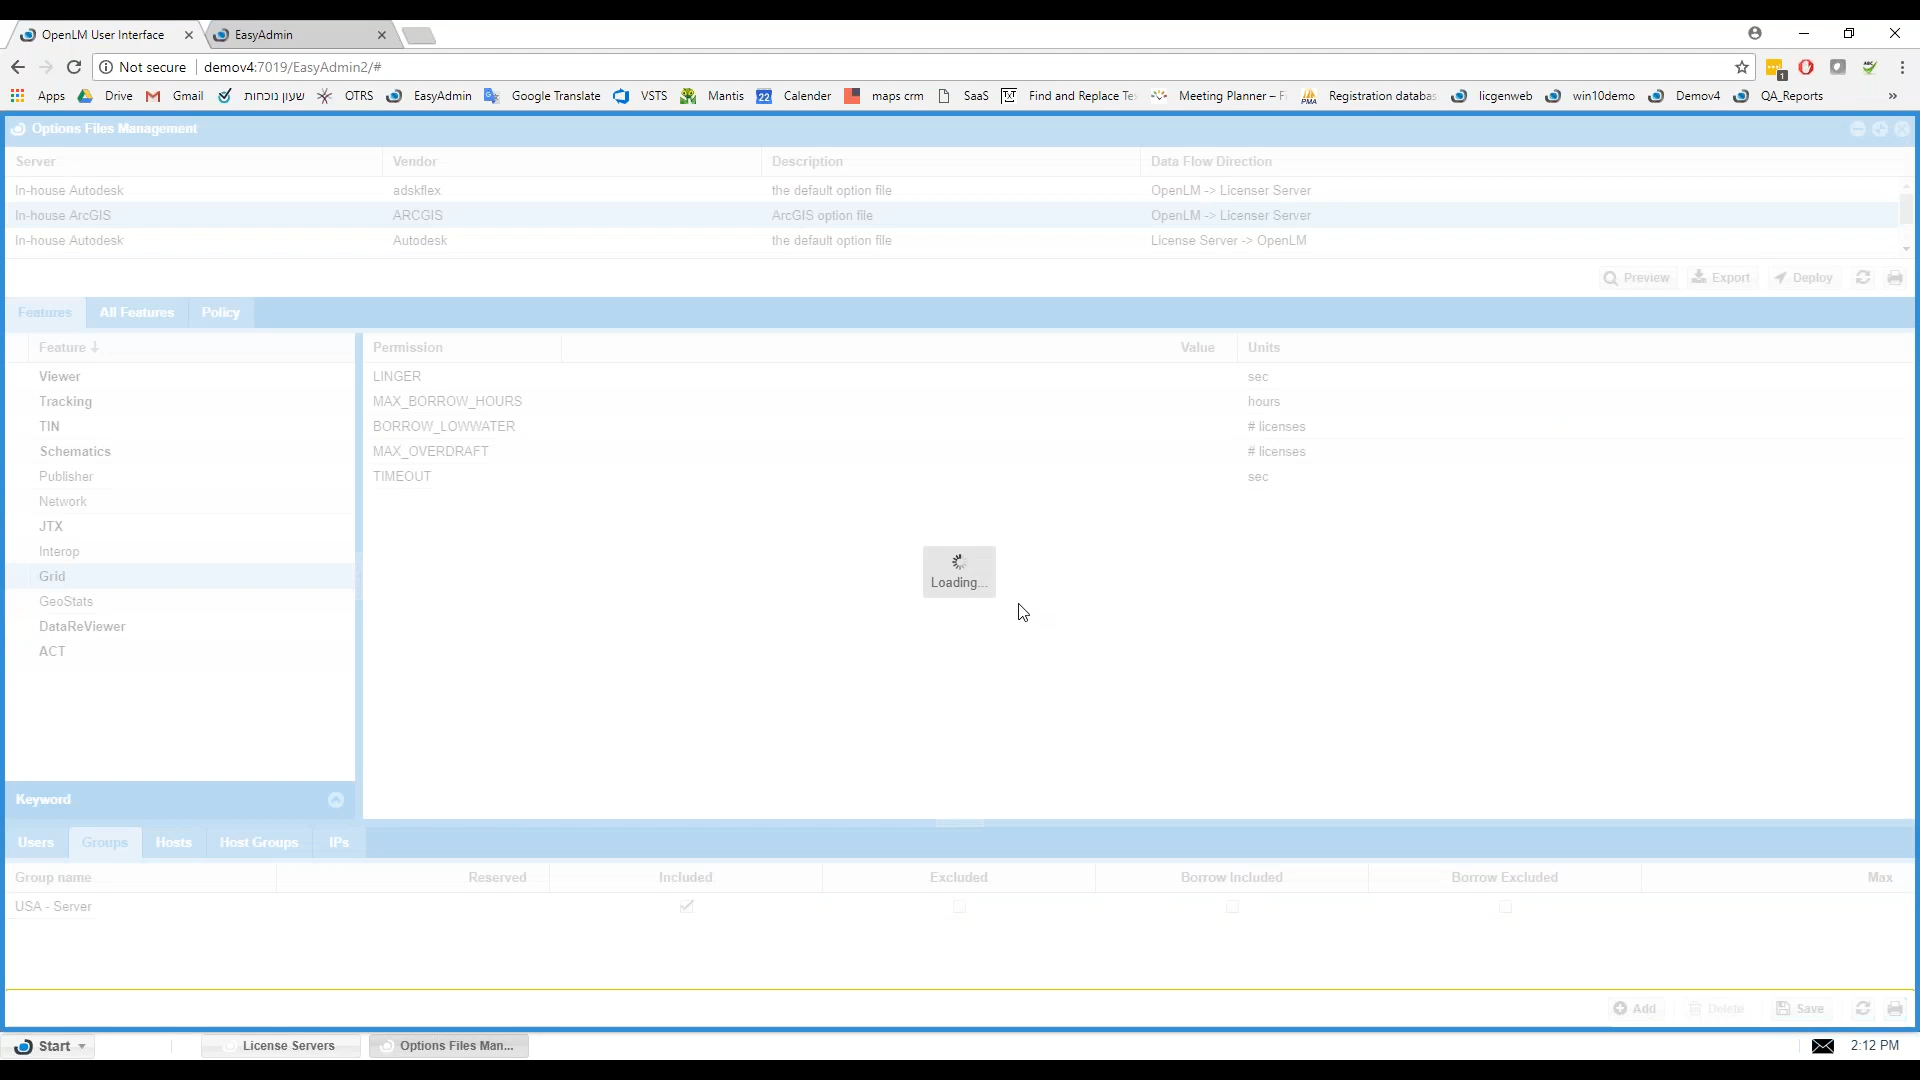 OpenLM User Interface
EasyAdmin
Not secure
demov4:7019/EasyAdmin2/#
1
Apps Drive Gmail שעון נוכחות OTRS EasyAdmin Google Translate VSTS Mantis 22 Calender maps crm SaaS Find and Replace Te Meeting Planner – F PMA Registration databas licgenweb win10demo Demov4 QA_Reports »
Options Files Management
Server Vendor Description Data Flow Direction
In-house Autodesk adskflex the default option file OpenLM -> Licenser Server
In-house ArcGIS ARCGIS ArcGIS option file OpenLM -> Licenser Server
In-house Autodesk Autodesk the default option file License Server -> OpenLM
Preview Export Deploy
Features All Features Policy
Feature Permission Value Units
Viewer LINGER sec
Tracking MAX_BORROW_HOURS hours
TIN BORROW_LOWWATER # licenses
Schematics MAX_OVERDRAFT # licenses
Publisher TIMEOUT sec
Network
JTX
Interop
Grid
GeoStats
DataReViewer
ACT
Loading...
Keyword
Users Groups Hosts Host Groups IPs
Group name Reserved Included Excluded Borrow Included Borrow Excluded Max
USA - Server
Add Delete Save
Start License Servers Options Files Man... 2:12 PM